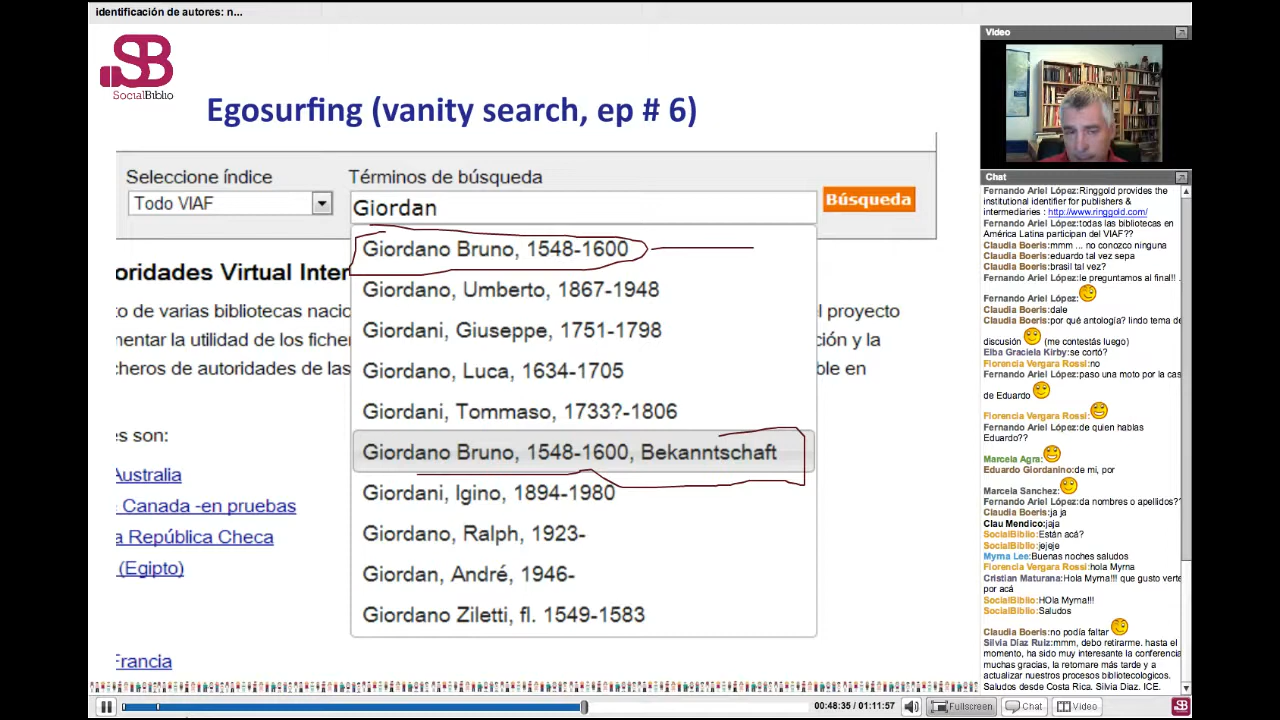 identificación de autores: n...
SB
SocialBiblio
Egosurfing (vanity search, ep # 6)
Seleccione índice
Términos de búsqueda
Todo VIAF
Giordan
Búsqueda
Giordano Bruno, 1548-1600
Giordano, Umberto, 1867-1948
Giordani, Giuseppe, 1751-1798
Giordano, Luca, 1634-1705
Giordani, Tommaso, 1733?-1806
Giordano Bruno, 1548-1600, Bekanntschaft
Giordani, Igino, 1894-1980
Giordano, Ralph, 1923-
Giordan, André, 1946-
Giordano Ziletti, fl. 1549-1583
oridades Virtual Inter
to de varias bibliotecas nacio
l proyecto
mentar la utilidad de los ficher
ción y la
cheros de autoridades de las
ble en
es son:
Australia
Canada -en pruebas
a República Checa
(Egipto)
Francia
Video
Chat
Fernando Ariel López:Ringgold provides the
institutional identifier for publishers &
intermediaries : http://www.ringgold.com/
Fernando Ariel López:todas las bibliotecas en
América Latina participan del VIAF??
Claudia Boeris:mmm ... no conozco ninguna
Claudia Boeris:eduardo tal vez sepa
Claudia Boeris:brasil tal vez?
Fernando Ariel López:le preguntamos al final!! .
Fernando Ariel López:
Claudia Boeris:dale
Claudia Boeris:por qué antología? lindo tema de
discusión (me contestás luego)
Elba Graciela Kirby:se cortó?
Florencia Vergara Rossi:no
Fernando Ariel López:paso una moto por la cas
de Eduardo
Florencia Vergara Rossi:
Fernando Ariel López:de quien hablas
Eduardo??
Marcela Agra:
Eduardo Giordanino:de mi, por
Marcela Sanchez:
Fernando Ariel López:da nombres o apellidos??
Claudia Boeris:ja ja
Clau Mendico:jaja
SocialBiblio:Están acá?
SocialBiblio:jejeje
Myrna Lee:Buenas noches saludos
Florencia Vergara Rossi:hola Myrna
Cristian Maturana:Hola Myrna!!! que gusto verte
por acá
SocialBiblio:HOla Myrna!!!
SocialBiblio:Saludos
Claudia Boeris:no podía faltar
Silvia Díaz Ruiz:mmm, debo retirarme. hasta el
momento, ha sido muy interesante la conferencia
muchas gracias, la retomare más tarde y a
actualizar nuestros procesos bibliotecologicos.
Saludos desde Costa Rica. Silvia Diaz. ICE.
00:48:35 / 01:11:57
Fullscreen
Chat
Video
SB